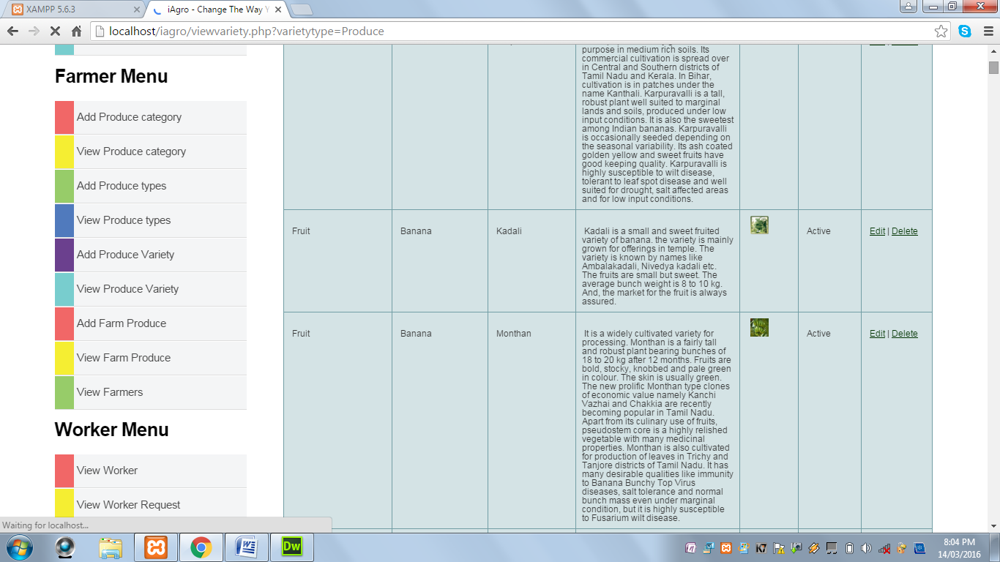 XAMPP 5.6.3
iAgro - Change The Way Y
localhost/iagro/viewvariety.php?varietytype=Produce
Farmer Menu
Add Produce category
View Produce category
Add Produce types
View Produce types
Add Produce Variety
View Produce Variety
Add Farm Produce
View Farm Produce
View Farmers
Worker Menu
View Worker
View Worker Request
purpose in medium rich soils. Its
commercial cultivation is spread over
in Central and Southern districts of
Tamil Nadu and Kerala. In Bihar,
cultivation is in patches under the
name Kanthali. Karpuravalli is a tall,
robust plant well suited to marginal
lands and soils, produced under low
input conditions. It is also the sweetest
among Indian bananas. Karpuravalli
is occasionally seeded depending on
the seasonal variability. Its ash coated
golden yellow and sweet fruits have
good keeping quality. Karpuravalli is
highly susceptible to wilt disease,
tolerant to leaf spot disease and well
suited for drought, salt affected areas
and for low input conditions.
Fruit
Banana
Kadali
Kadali is a small and sweet fruited
variety of banana. the variety is mainly
grown for offerings in temple. The
variety is known by names like
Ambalakadali, Nivedya kadali etc.
The fruits are small but sweet. The
average bunch weight is 8 to 10 kg.
And, the market for the fruit is always
assured.
Active
Edit | Delete
Fruit
Banana
Monthan
It is a widely cultivated variety for
processing. Monthan is a fairly tall
and robust plant bearing bunches of
18 to 20 kg after 12 months. Fruits are
bold, stocky, knobbed and pale green
in colour. The skin is usually green.
The new prolific Monthan type clones
of economic value namely Kanchi
Vazhai and Chakkia are recently
becoming popular in Tamil Nadu.
Apart from its culinary use of fruits,
pseudostem core is a highly relished
vegetable with many medicinal
properties. Monthan is also cultivated
for production of leaves in Trichy and
Tanjore districts of Tamil Nadu. It has
many desirable qualities like immunity
to Banana Bunchy Top Virus
diseases, salt tolerance and normal
bunch mass even under marginal
condition, but it is highly susceptible
to Fusarium wilt disease.
Active
Edit | Delete
Waiting for localhost...
Dw
K7
8:04 PM
14/03/2016